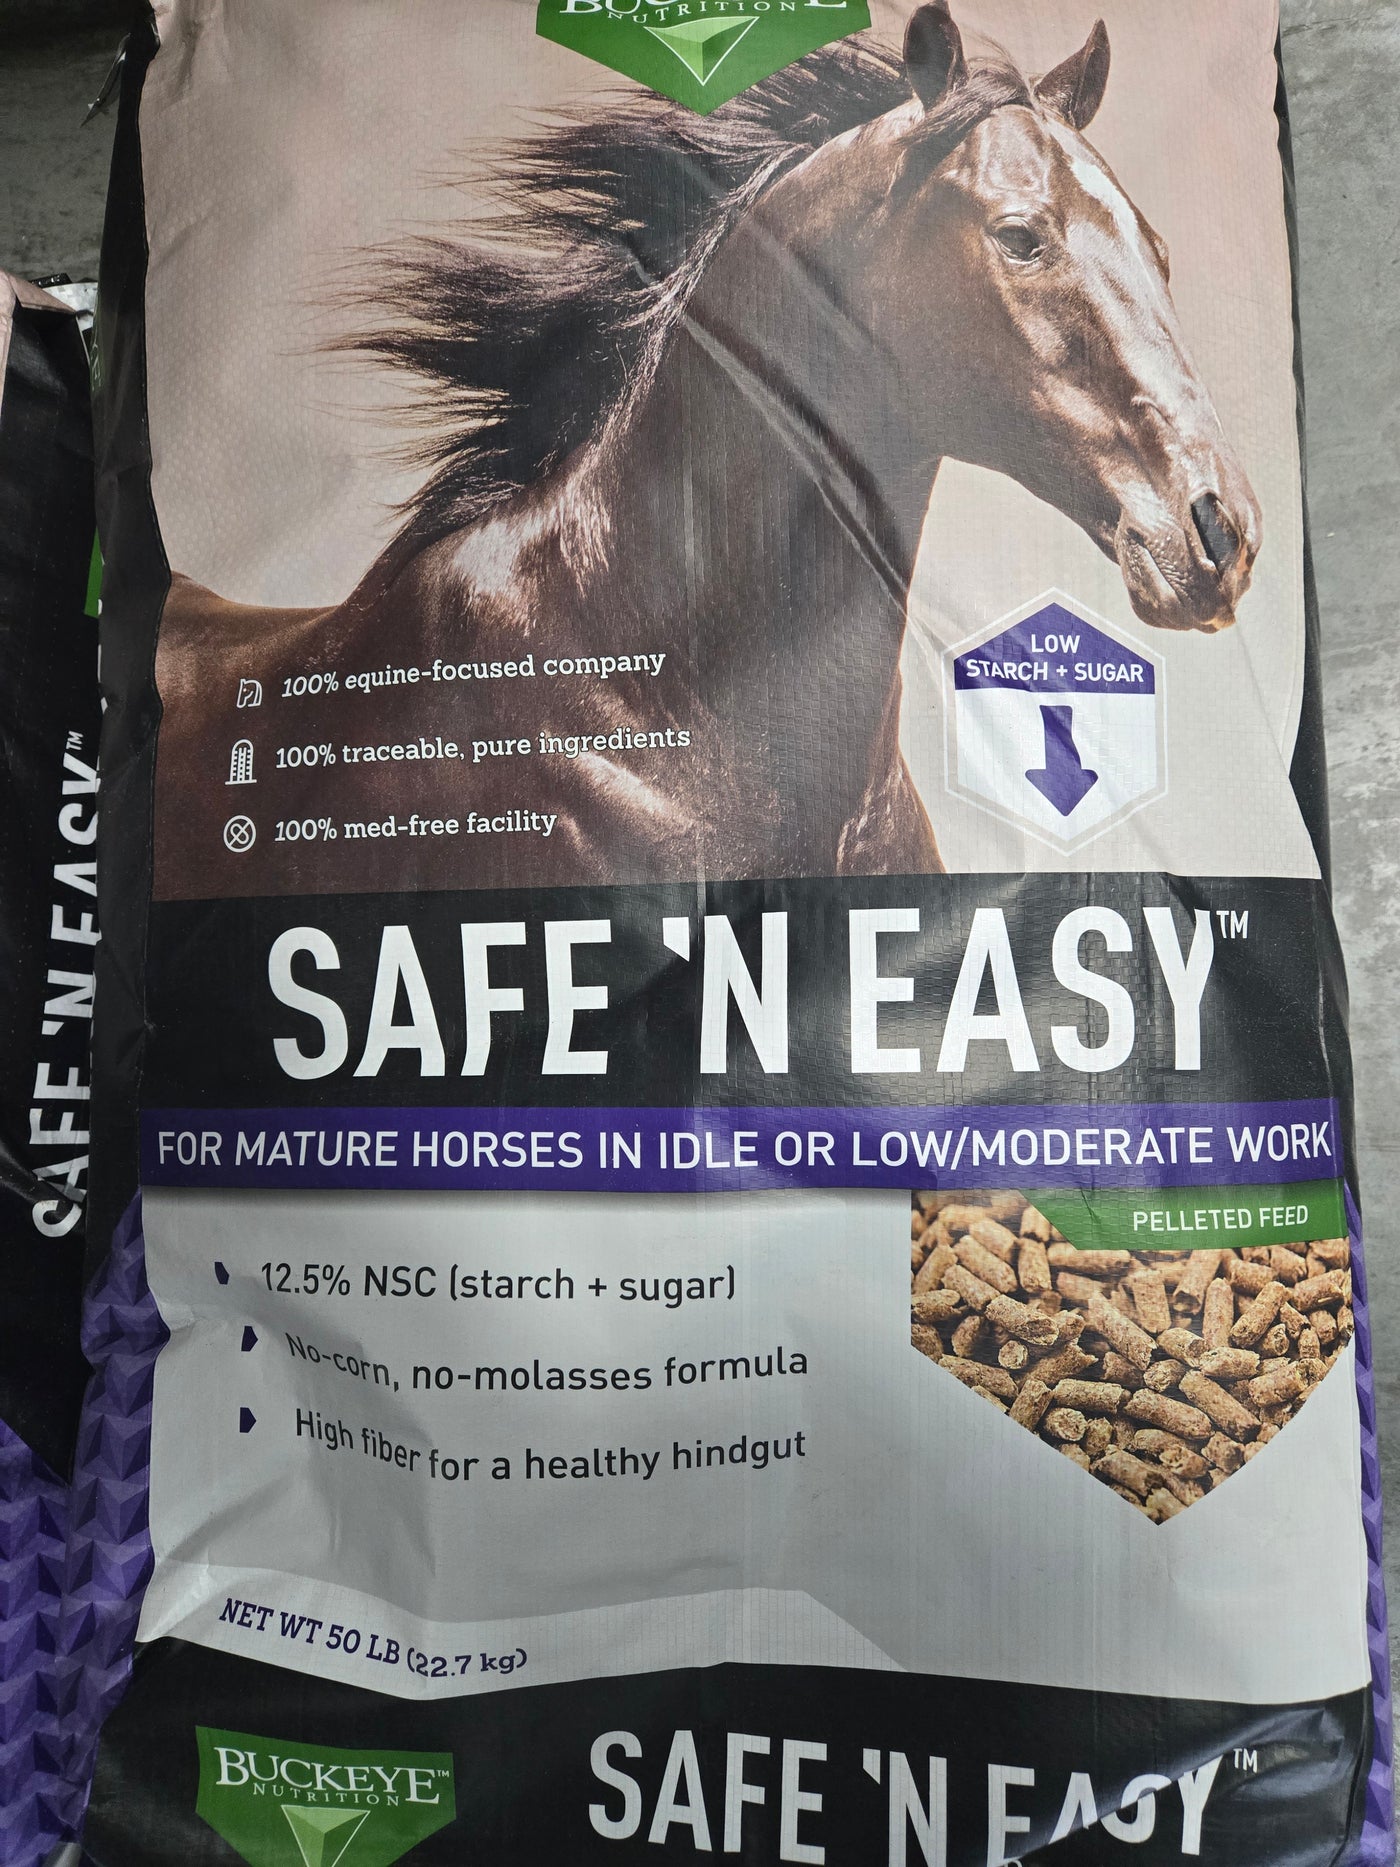 BUCKEYE
NUTRITION
100% equine-focused company
100% traceable, pure ingredients
100% med-free facility
LOW
STARCH + SUGAR
SAFE 'N EASY™
FOR MATURE HORSES IN IDLE OR LOW/MODERATE WORK
PELLETED FEED
12.5% NSC (starch + sugar)
No-corn, no-molasses formula
High fiber for a healthy hindgut
NET WT 50 LB (22.7 kg)
BUCKEYE™
NUTRITION
SAFE 'N EASY™
SAFE 'N EASY™